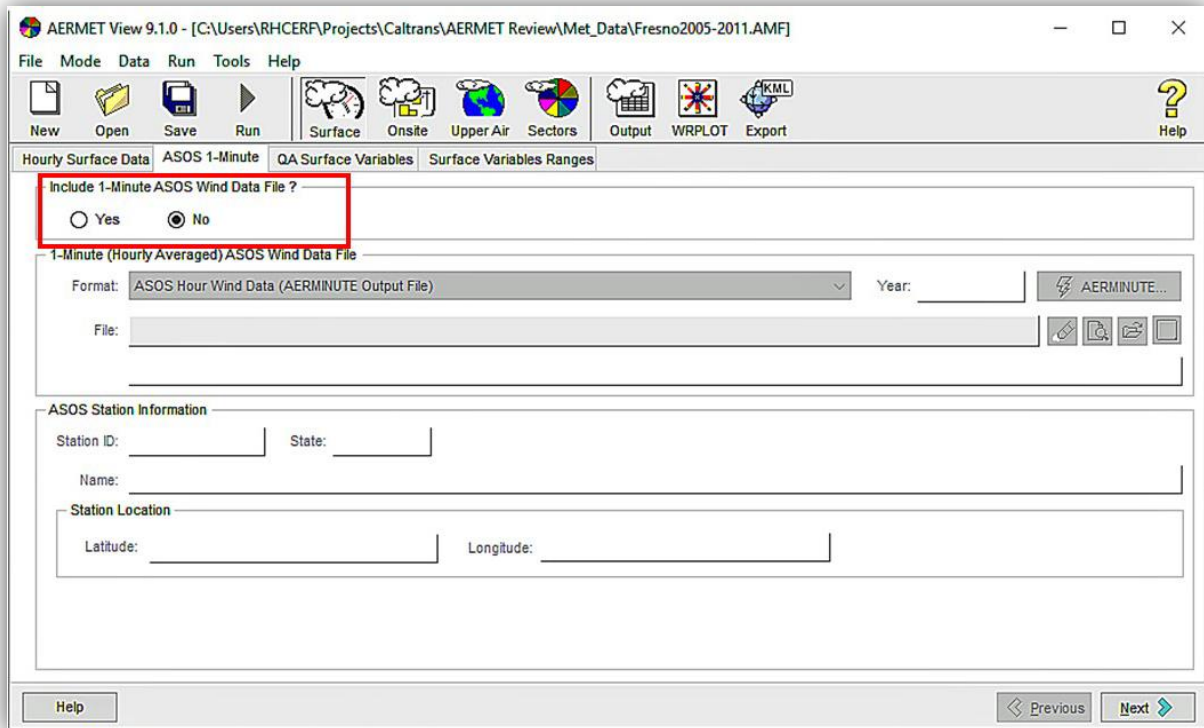 AERMET View 9.1.0 - [C:\Users\RHCERF\Projects\Caltrans\AERMET Review\Met_Data\Fresno2005-2011.AMF]
File Mode Data Run Tools Help
KML
New Open Save Run Surface Onsite Upper Air Sectors Output WRPLOT Export Help
Hourly Surface Data ASOS 1-Minute QA Surface Variables Surface Variables Ranges
Include 1-Minute ASOS Wind Data File ?
Yes No
1-Minute (Hourly Averaged) ASOS Wind Data File
Format: ASOS Hour Wind Data (AERMINUTE Output File) Year: AERMINUTE...
File:
ASOS Station Information
Station ID: State:
Name:
Station Location
Latitude: Longitude:
Help Previous Next